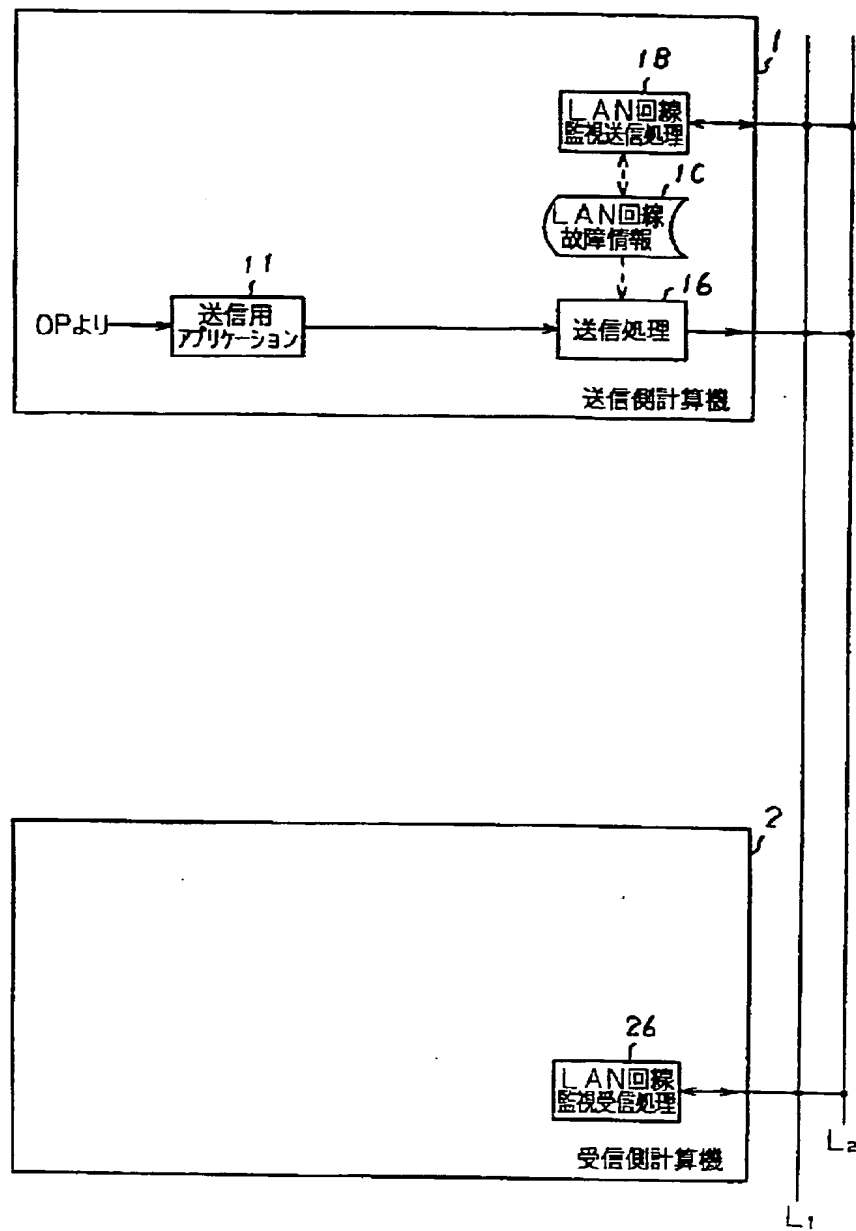 1
1B
LAN回線
監視送信処理
1C
LAN回線
故障情報
11
16
OPより
送信用
アプリケーション
送信処理
送信側計算機
2
26
LAN回線
監視受信処理
受信側計算機
L2
L1